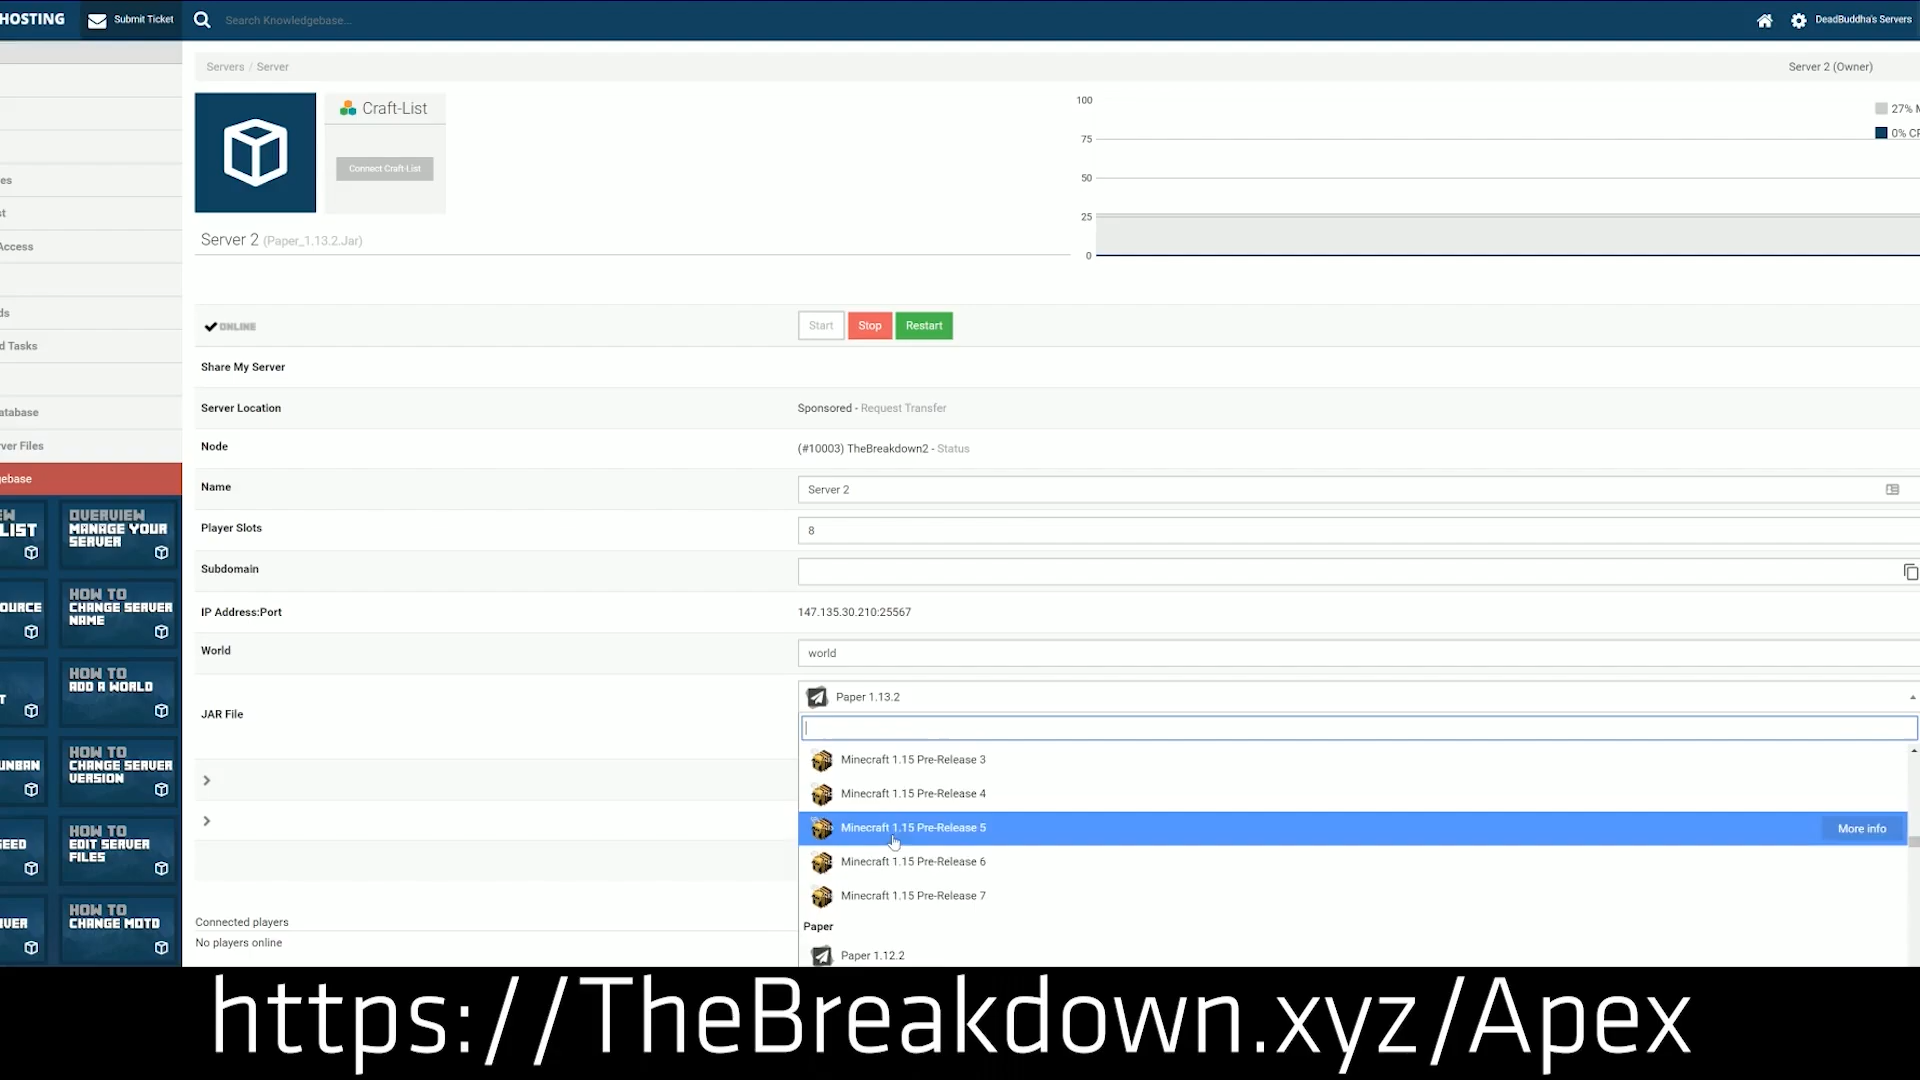 HOSTING
Submit Ticket
Search Knowledgebase...
DeadBuddha's Servers
Servers / Server
Server 2 (Owner)
es
st
Access
ds
d Tasks
atabase
ver Files
gebase
Craft-List
Connect Craft-List
Server 2 (Paper_1.13.2.Jar)
100
75
50
25
0
27% M
0% CP
ONLINE
Start
Stop
Restart
Share My Server
Server Location
Sponsored - Request Transfer
Node
(#10003) TheBreakdown2 - Status
Name
Server 2
Player Slots
8
Subdomain
IP Address:Port
147.135.30.210:25567
World
world
JAR File
Paper 1.13.2
Minecraft 1.15 Pre-Release 3
Minecraft 1.15 Pre-Release 4
Minecraft 1.15 Pre-Release 5
More info
Minecraft 1.15 Pre-Release 6
Minecraft 1.15 Pre-Release 7
Paper
Paper 1.12.2
Connected players
No players online
EW
LIST
OVERVIEW
MANAGE YOUR
SERVER
OURCE
HOW TO
CHANGE SERVER
NAME
T
HOW TO
ADD A WORLD
UNBAN
HOW TO
CHANGE SERVER
VERSION
SEED
HOW TO
EDIT SERVER
FILES
VER
HOW TO
CHANGE MOTD
https://TheBreakdown.xyz/Apex